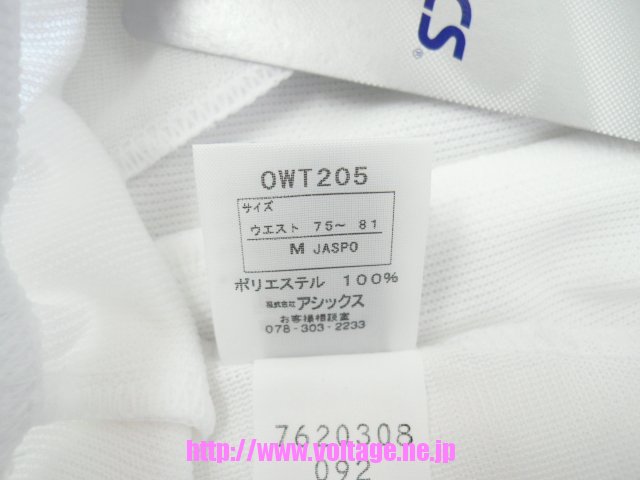 CS®
OWT205
サイズ
ウエスト 75〜 81
M JASPO
ポリエステル 100%
株式会社アシックス
お客様相談室
078-303-2233
7620308
092
http://www.voltage.ne.jp